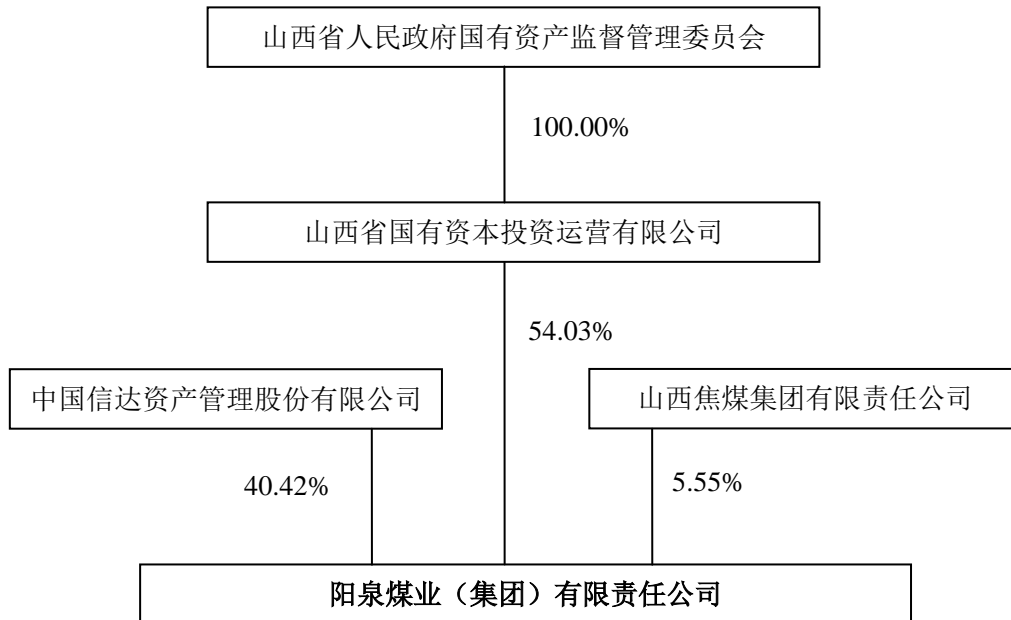 山西省人民政府国有资产监督管理委员会
100.00%
山西省国有资本投资运营有限公司
54.03%
中国信达资产管理股份有限公司
山西焦煤集团有限责任公司
40.42%
5.55%
阳泉煤业（集团）有限责任公司